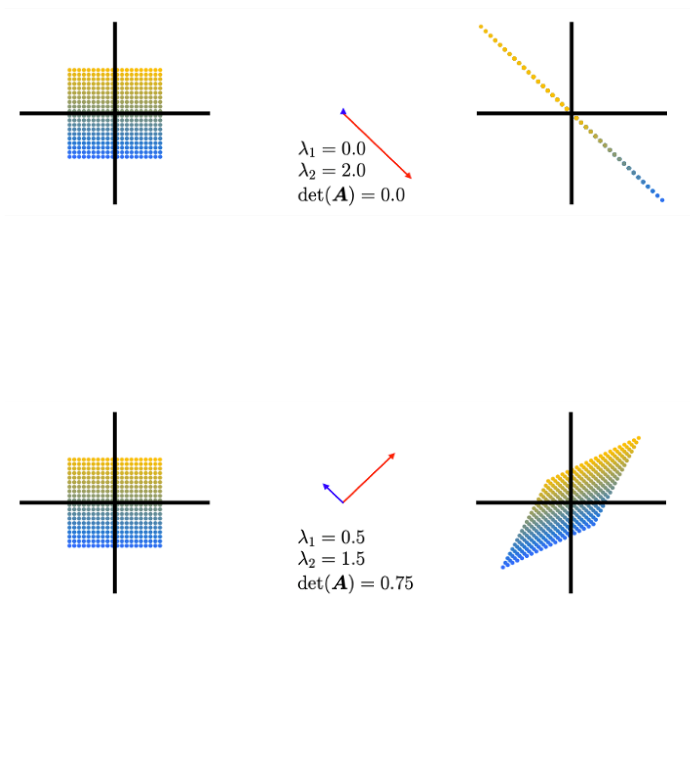 λ₁ = 0.0
λ₂ = 2.0
det(A) = 0.0
λ₁ = 0.5
λ₂ = 1.5
det(A) = 0.75